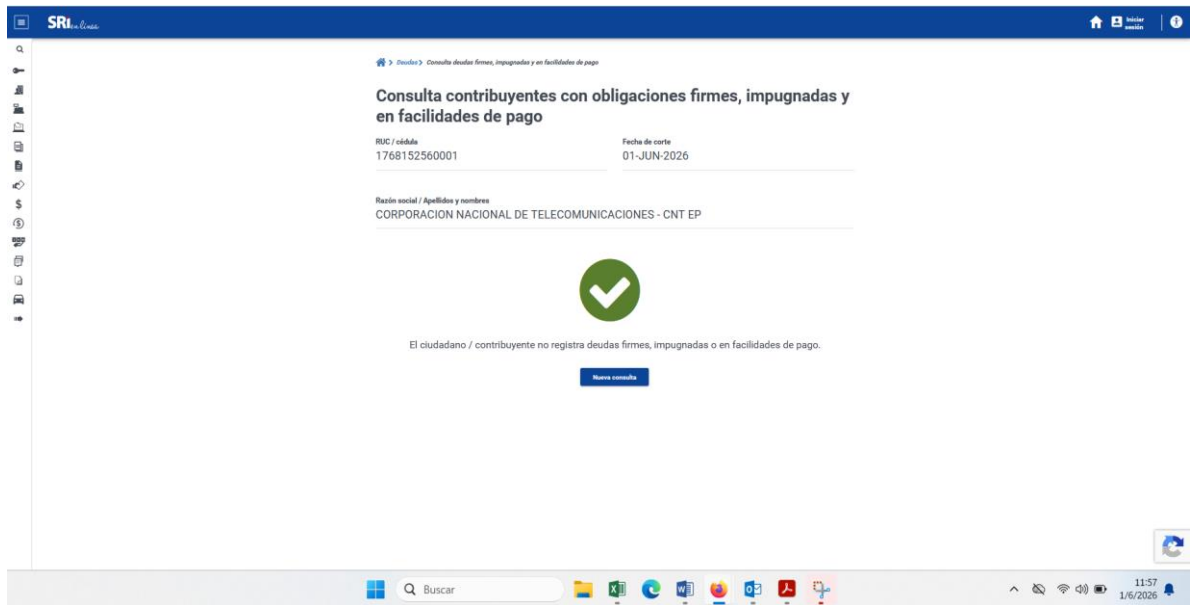 SRI en línea
Iniciar
sesión
Deudas > Consulta deudas firmes, impugnadas y en facilidades de pago
Consulta contribuyentes con obligaciones firmes, impugnadas y
en facilidades de pago
RUC / cédula
1768152560001
Fecha de corte
01-JUN-2026
Razón social / Apellidos y nombres
CORPORACION NACIONAL DE TELECOMUNICACIONES - CNT EP
El ciudadano / contribuyente no registra deudas firmes, impugnadas o en facilidades de pago.
Nueva consulta
Buscar
11:57
1/6/2026